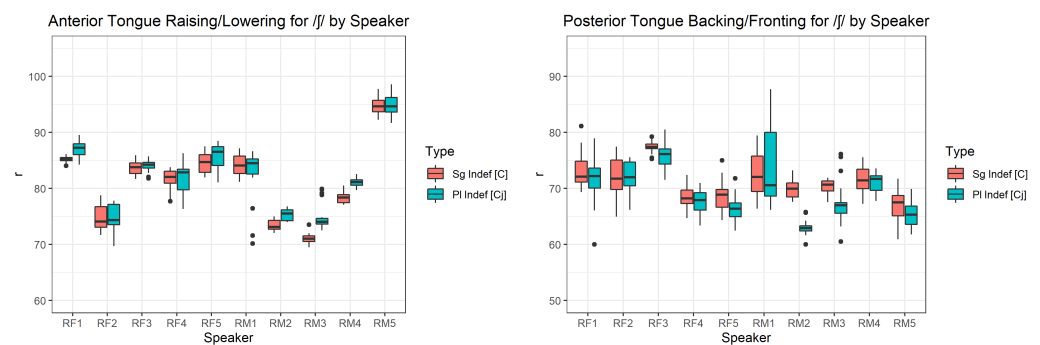 Anterior Tongue Raising/Lowering for /ʃ/ by Speaker
100
90
80
70
60
r
RF1 RF2 RF3 RF4 RF5 RM1 RM2 RM3 RM4 RM5
Speaker
Type
Sg Indef [C]
Pl Indef [Cj]
Posterior Tongue Backing/Fronting for /ʃ/ by Speaker
90
80
70
60
50
r
RF1 RF2 RF3 RF4 RF5 RM1 RM2 RM3 RM4 RM5
Speaker
Type
Sg Indef [C]
Pl Indef [Cj]